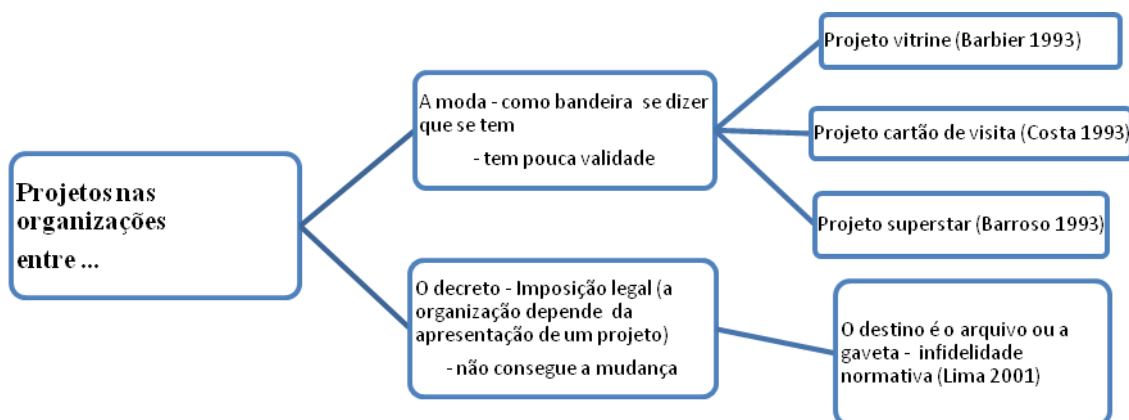 Projetos nas
organizações
entre ...
A moda - como bandeira se dizer
que se tem
- tem pouca validade
Projeto vitrine (Barbier 1993)
Projeto cartão de visita (Costa 1993)
Projeto superstar (Barroso 1993)
O decreto - Imposição legal (a
organização depende da
apresentação de um projeto)
- não consegue a mudança
O destino é o arquivo ou a
gaveta - infidelidade
normativa (Lima 2001)